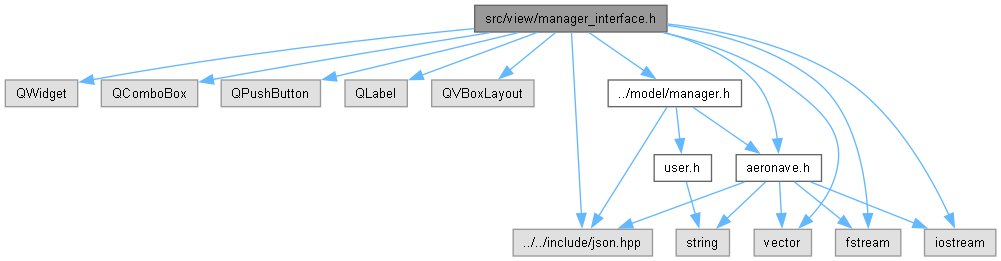 src/view/manager_interface.h
QWidget
QComboBox
QPushButton
QLabel
QVBoxLayout
../model/manager.h
user.h
aeronave.h
../../include/json.hpp
string
vector
fstream
iostream